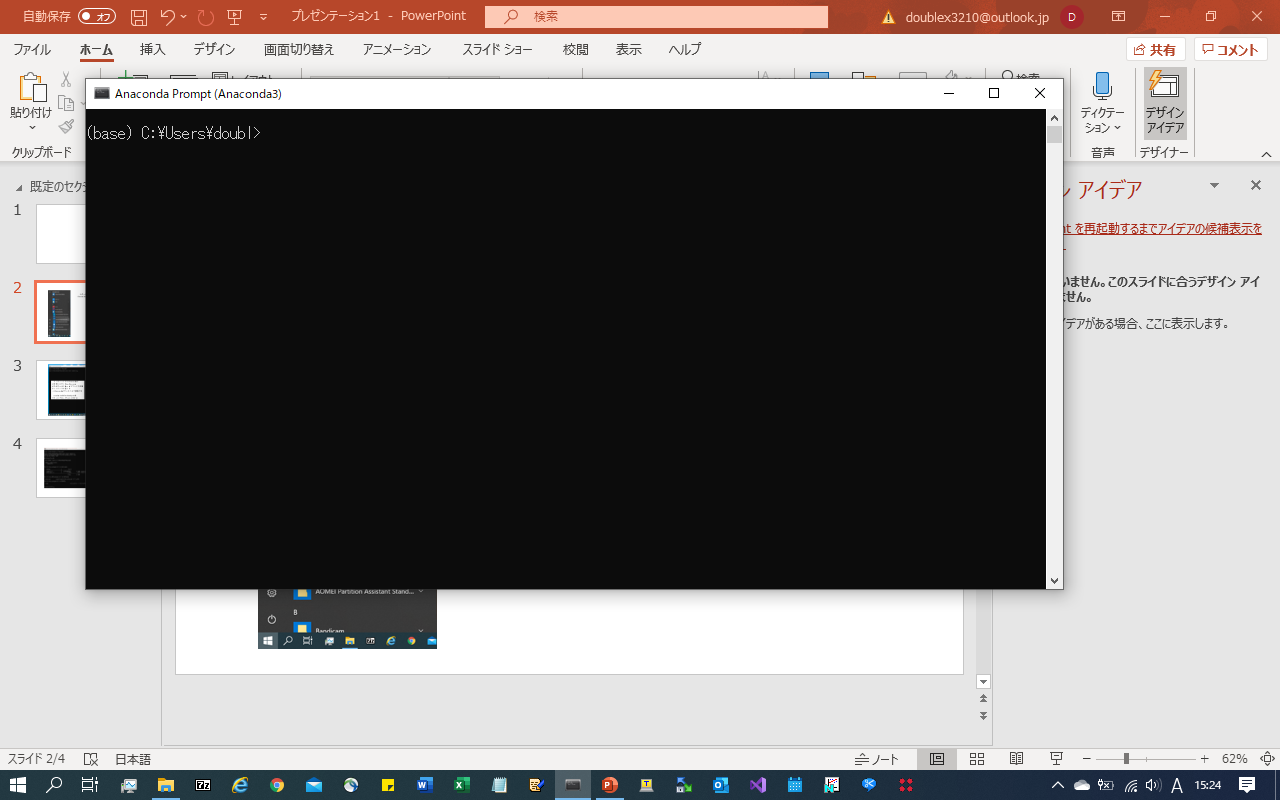 自動保存 オフ プレゼンテーション1 - PowerPoint 検索 doublex3210@outlook.jp D
ファイル ホーム 挿入 デザイン 画面切り替え アニメーション スライド ショー 校閲 表示 ヘルプ 共有 コメント
貼り付け
クリップボード
ディクテーション
音声
デザイン
アイデア
デザイナー
Anaconda Prompt (Anaconda3)
(base) C:¥Users¥doubl>
既定のセク
1
2
3
4
アイデア
を再起動するまでアイデアの候補表示を
いません。このスライドに合うデザイン アイ
せん。
イデアがある場合、ここに表示します。
AOMEI Partition Assistant Stand...
B
Bandicam
スライド 2/4 日本語 ノート 62%
A 15:24